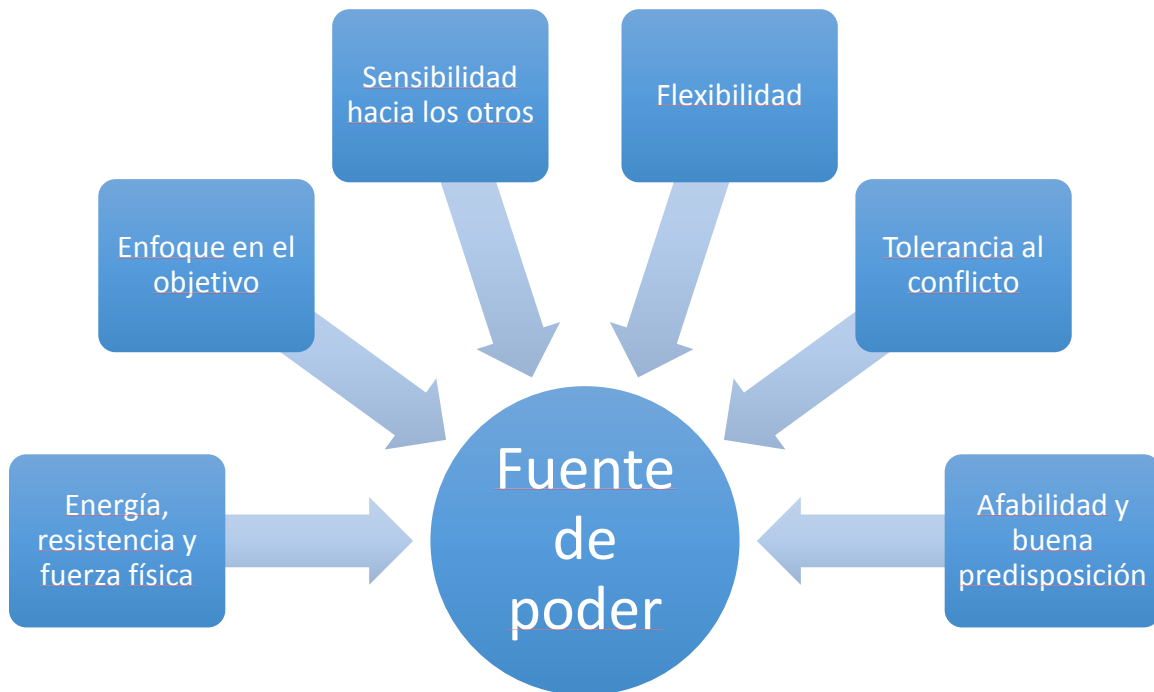 Sensibilidad
hacia los otros
Flexibilidad
Enfoque en el
objetivo
Tolerancia al
conflicto
Energía,
resistencia y
fuerza física
Fuente
de
poder
Afabilidad y
buena
predisposición